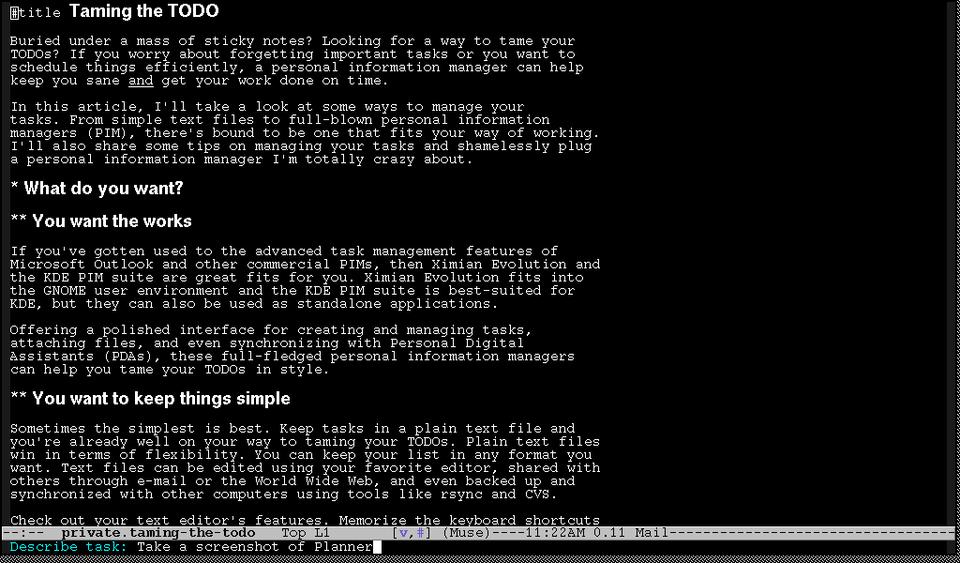 #title Taming the TODO
Buried under a mass of sticky notes? Looking for a way to tame your
TODOs? If you worry about forgetting important tasks or you want to
schedule things efficiently, a personal information manager can help
keep you sane and get your work done on time.
In this article, I'll take a look at some ways to manage your
tasks. From simple text files to full-blown personal information
managers (PIM), there's bound to be one that fits your way of working.
I'll also share some tips on managing your tasks and shamelessly plug
a personal information manager I'm totally crazy about.
* What do you want?
** You want the works
If you've gotten used to the advanced task management features of
Microsoft Outlook and other commercial PIMs, then Ximian Evolution and
the KDE PIM suite are great fits for you. Ximian Evolution fits into
the GNOME user environment and the KDE PIM suite is best-suited for
KDE, but they can also be used as standalone applications.
Offering a polished interface for creating and managing tasks,
attaching files, and even synchronizing with Personal Digital
Assistants (PDAs), these full-fledged personal information managers
can help you tame your TODOs in style.
** You want to keep things simple
Sometimes the simplest is best. Keep tasks in a plain text file and
you're already well on your way to taming your TODOs. Plain text files
win in terms of flexibility. You can keep your list in any format you
want. Text files can be edited using your favorite editor, shared with
others through e-mail or the World Wide Web, and even backed up and
synchronized with other computers using tools like rsync and CVS.
Check out your text editor's features. Memorize the keyboard shortcuts
--:-- private.taming-the-todo Top L1 [v,#] (Muse)----11:22AM 0.11 Mail-----------------------------------
Describe task: Take a screenshot of Planner